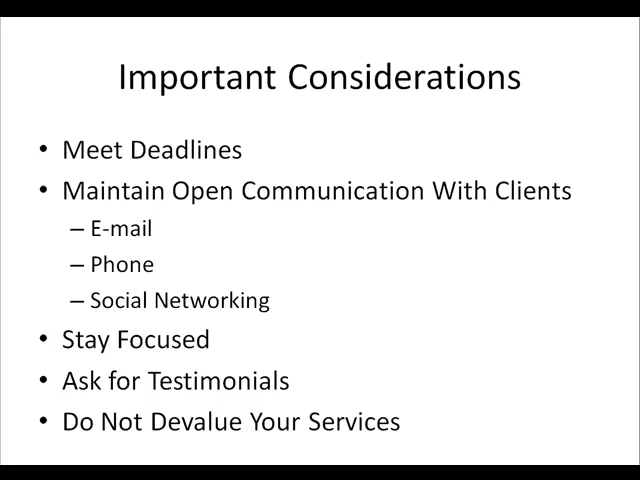 Important Considerations
• Meet Deadlines
• Maintain Open Communication With Clients
– E-mail
– Phone
– Social Networking
• Stay Focused
• Ask for Testimonials
• Do Not Devalue Your Services